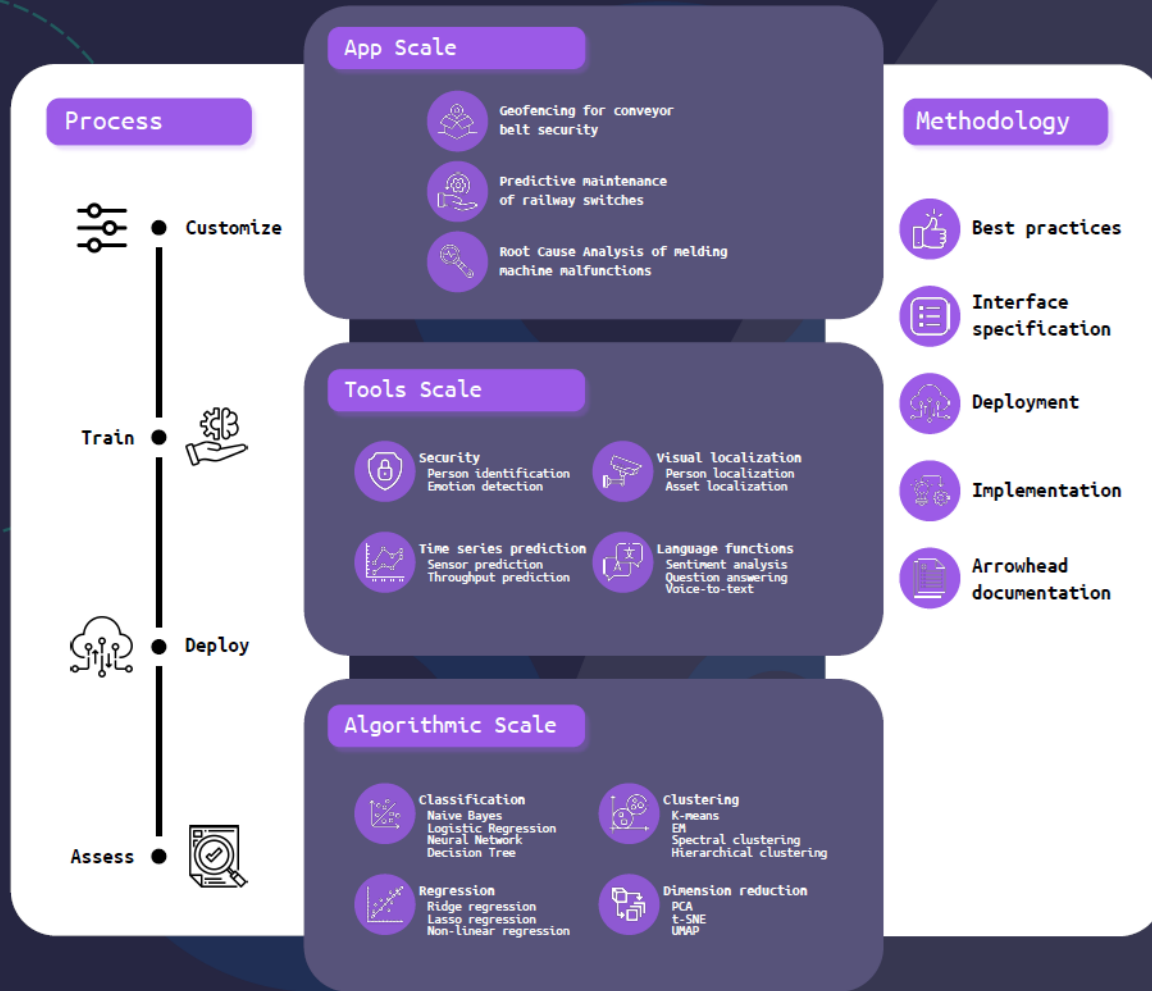 Process
Customize
Train
Deploy
Assess
App Scale
Geofencing for conveyor
belt security
Predictive maintenance
of railway switches
Root Cause Analysis of melding
machine malfunctions
Tools Scale
Security
Person identification
Emotion detection
Visual localization
Person localization
Asset localization
Time series prediction
Sensor prediction
Throughput prediction
Language functions
Sentiment analysis
Question answering
Voice-to-text
Algorithmic Scale
Classification
Naive Bayes
Logistic Regression
Neural Network
Decision Tree
Clustering
K-means
EM
Spectral clustering
Hierarchical clustering
Regression
Ridge regression
Lasso regression
Non-linear regression
Dimension reduction
PCA
t-SNE
UMAP
Methodology
Best practices
Interface
specification
Deployment
Implementation
Arrowhead
documentation